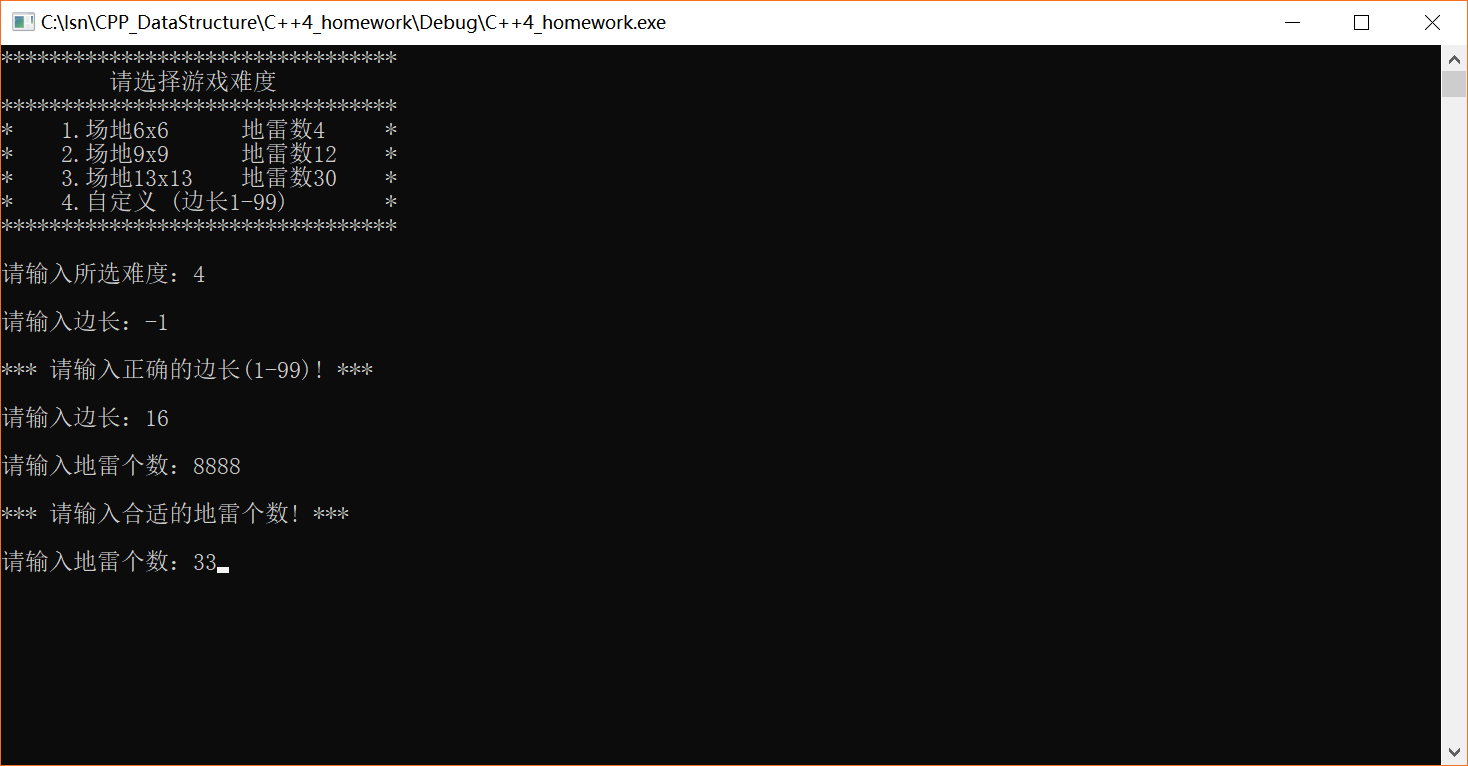 C:\lsn\CPP_DataStructure\C++4_homework\Debug\C++4_homework.exe
*********************************
请选择游戏难度
*********************************
*    1.场地6x6      地雷数4     *
*    2.场地9x9      地雷数12    *
*    3.场地13x13    地雷数30    *
*    4.自定义 (边长1-99)        *
*********************************
请输入所选难度：4
请输入边长：-1
*** 请输入正确的边长(1-99)! ***
请输入边长：16
请输入地雷个数：8888
*** 请输入合适的地雷个数! ***
请输入地雷个数：33